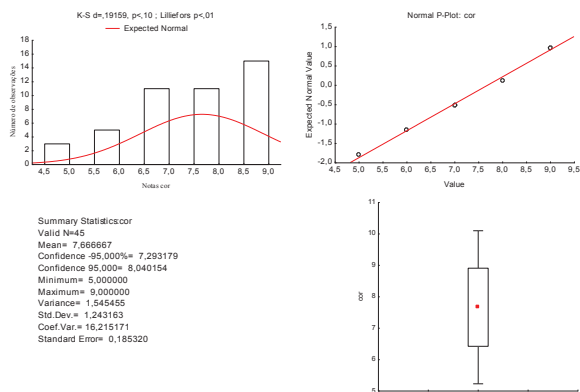 K-S d=,19159, p<,10 ; Lilliefors p<,01
Expected Normal
18
16
14
12
10
8
6
4
2
0
Número de observações
4,5 5,0 5,5 6,0 6,5 7,0 7,5 8,0 8,5 9,0
Notas cor
Normal P-Plot: cor
1,5
1,0
0,5
0,0
-0,5
-1,0
-1,5
-2,0
Expected Normal Value
4,5 5,0 5,5 6,0 6,5 7,0 7,5 8,0 8,5 9,0 9,5
Value
Summary Statistics:cor
Valid N=45
Mean= 7,666667
Confidence -95,000%= 7,293179
Confidence 95,000= 8,040154
Minimum= 5,000000
Maximum= 9,000000
Variance= 1,545455
Std.Dev.= 1,243163
Coef.Var.= 16,215171
Standard Error= 0,185320
11
10
9
8
7
6
5
cor